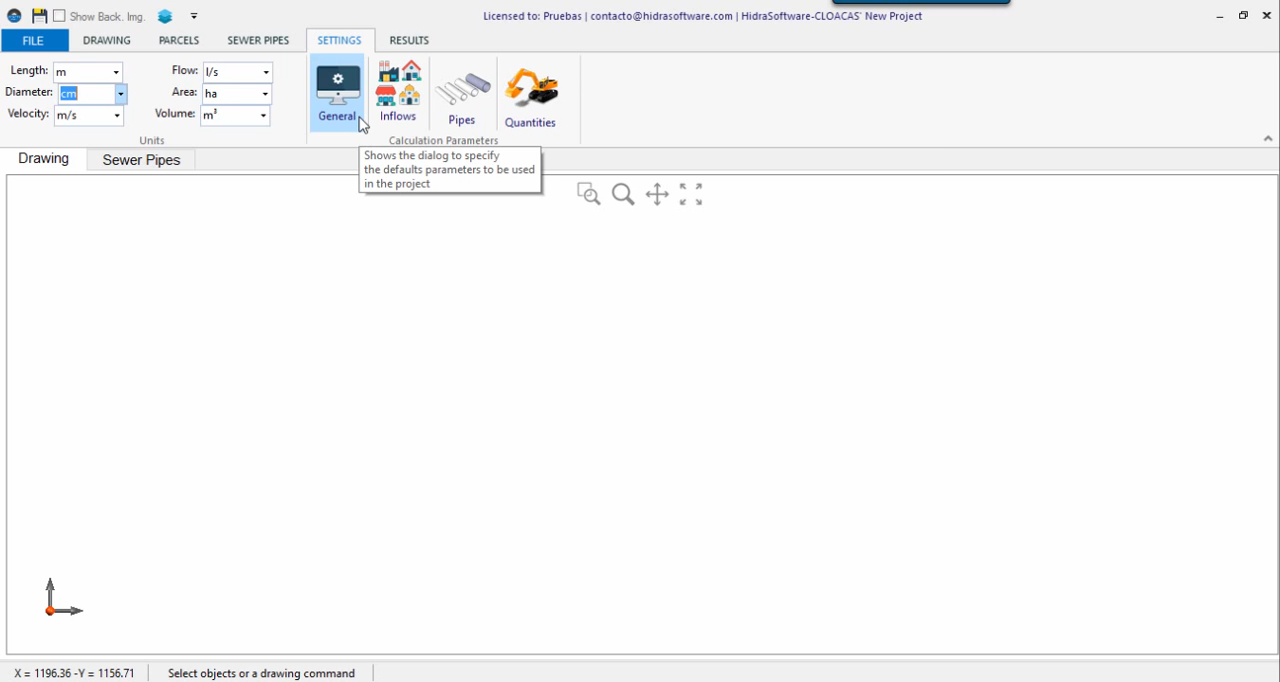 Show Back. Img.
Licensed to: Pruebas | contacto@hidrasoftware.com | HidraSoftware-CLOACAS' New Project
FILE DRAWING PARCELS SEWER PIPES SETTINGS RESULTS
Length: m Flow: l/s
Diameter: cm Area: ha
Velocity: m/s Volume: m³
General Inflows Pipes Quantities
Units Calculation Parameters
Drawing Sewer Pipes
Shows the dialog to specify
the defaults parameters to be used
in the project
X = 1196.36 -Y = 1156.71 Select objects or a drawing command